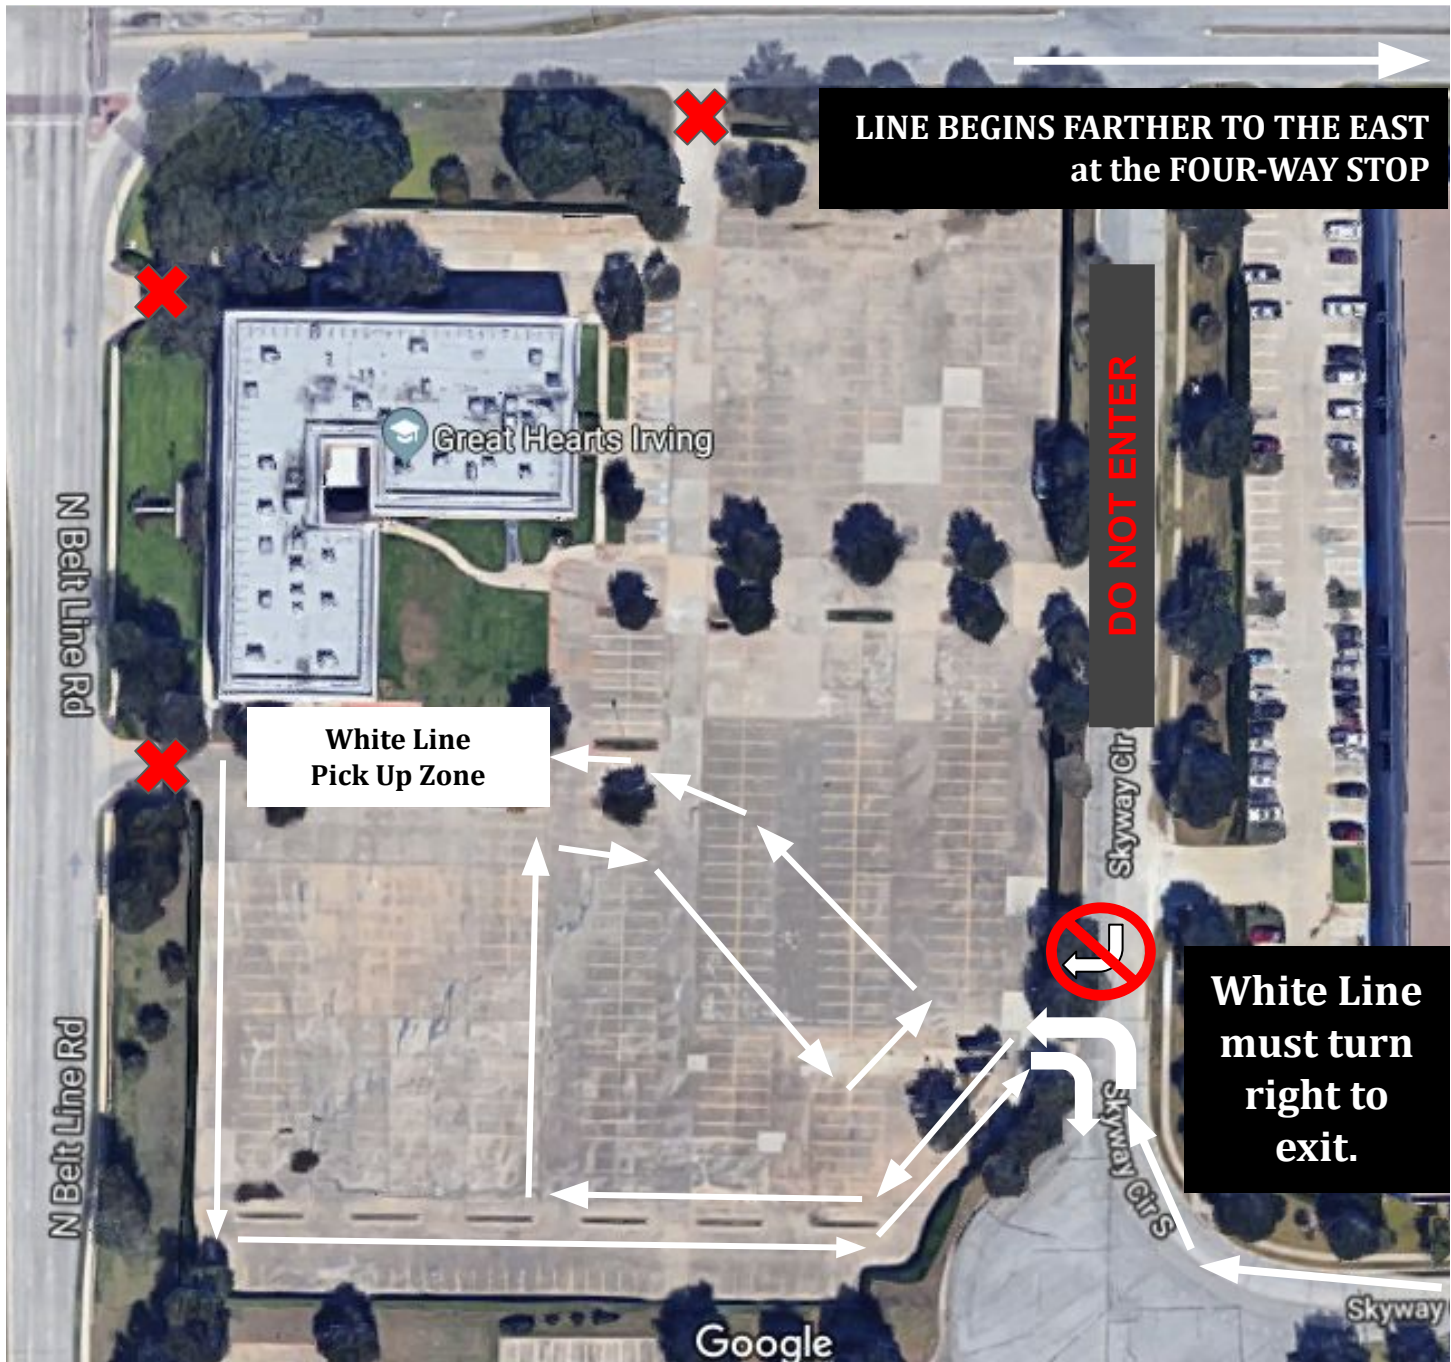 LINE BEGINS FARTHER TO THE EAST
at the FOUR-WAY STOP
DO NOT ENTER
Great Hearts Irving
N Belt Line Rd
White Line
Pick Up Zone
Skyway Cir
White Line
must turn
right to
exit.
N Belt Line Rd
Skyway Cir S
Skyway
Google